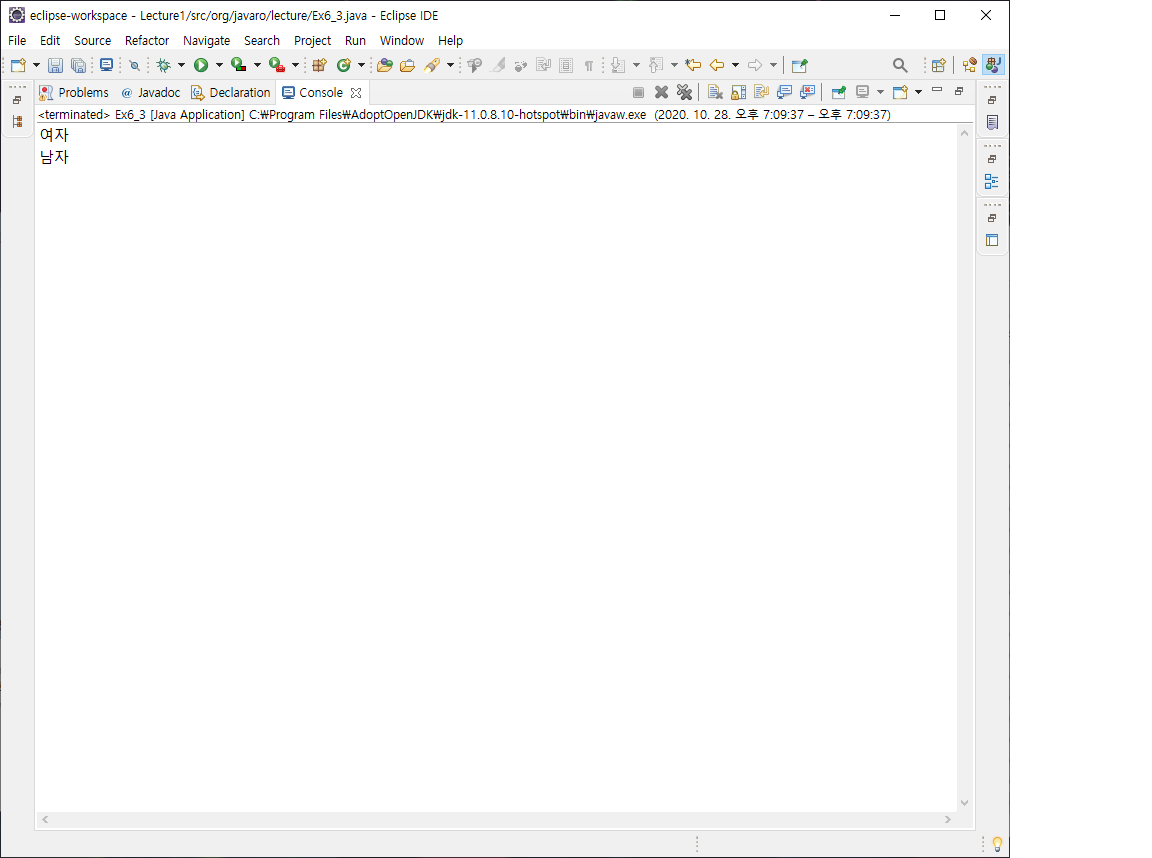 eclipse-workspace - Lecture1/src/org/javaro/lecture/Ex6_3.java - Eclipse IDE
File Edit Source Refactor Navigate Search Project Run Window Help
Problems @ Javadoc Declaration Console
<terminated> Ex6_3 [Java Application] C:₩Program Files₩AdoptOpenJDK₩jdk-11.0.8.10-hotspot₩bin₩javaw.exe (2020. 10. 28. 오후 7:09:37 – 오후 7:09:37)
여자
남자